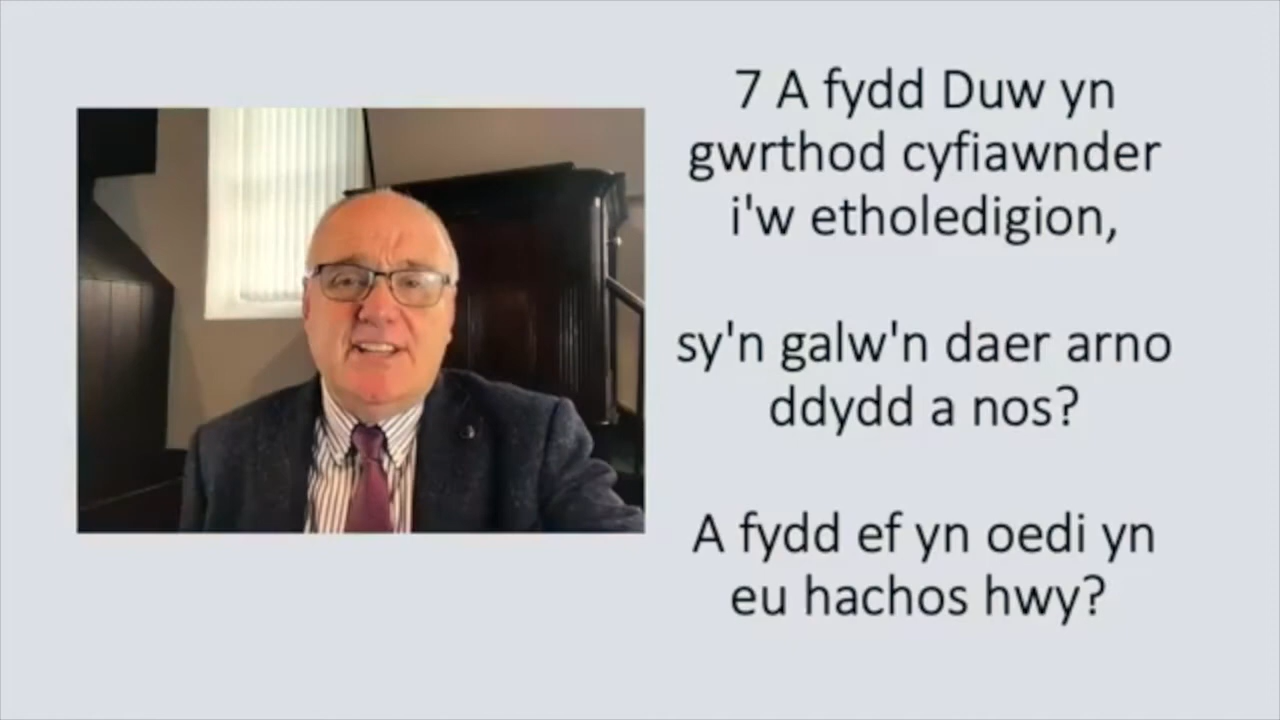 7 A fydd Duw yn
gwrthod cyfiawnder
i'w etholedigion,
sy'n galw'n daer arno
ddydd a nos?
A fydd ef yn oedi yn
eu hachos hwy?